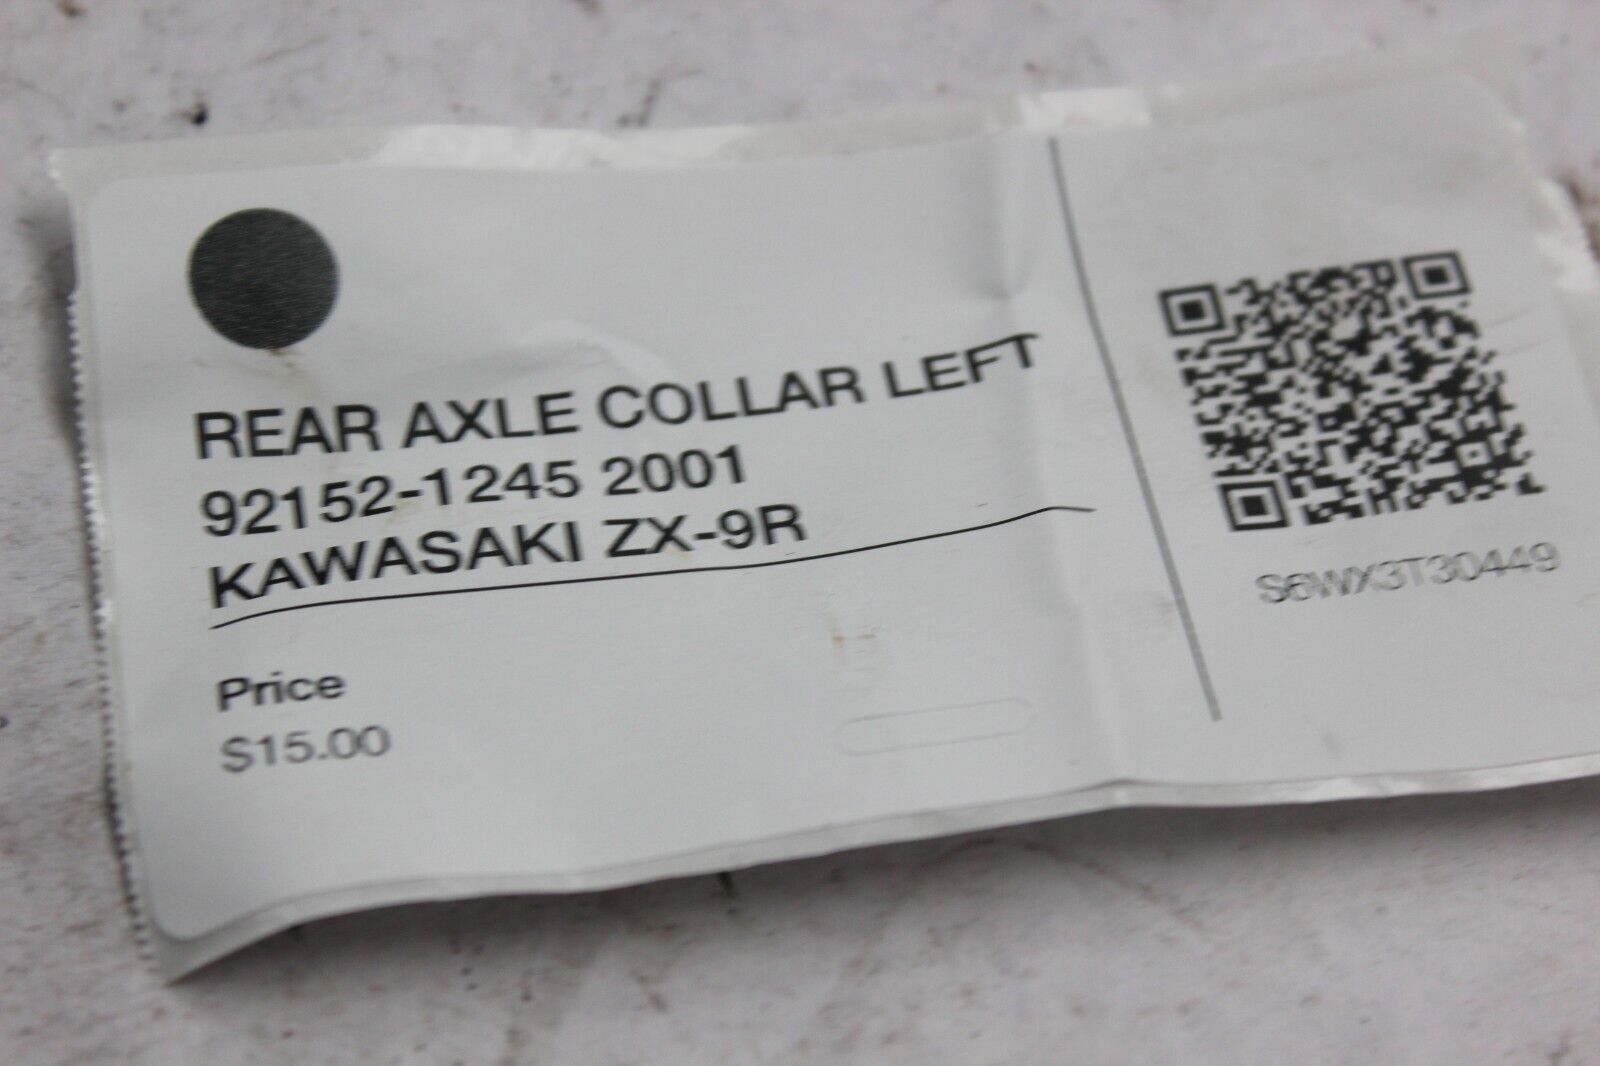 REAR AXLE COLLAR LEFT
92152-1245 2001
KAWASAKI ZX-9R
Price
$15.00
S6WX3T30449